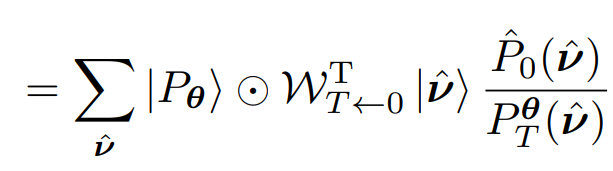 = \sum_{\hat{\boldsymbol{\nu}}} |P_{\boldsymbol{\theta}}\rangle \odot \mathcal{W}^{\mathrm{T}}_{T \leftarrow 0} |\hat{\boldsymbol{\nu}}\rangle \frac{\hat{P}_0(\hat{\boldsymbol{\nu}})}{P^{\boldsymbol{\theta}}_T(\hat{\boldsymbol{\nu}})}